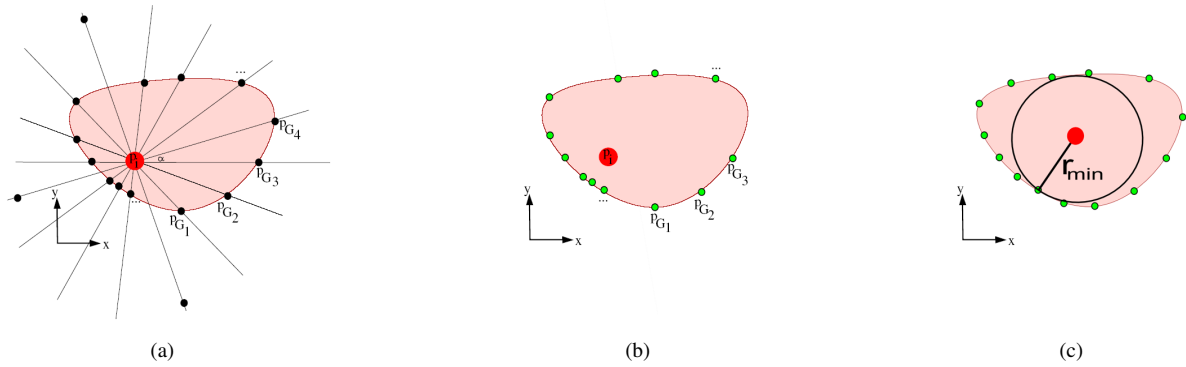 ...
p_i
α
p_G4
p_G3
p_G2
p_G1
...
y
x
(a)
...
p_i
p_G3
p_G2
p_G1
...
y
x
(b)
r_min
y
x
(c)